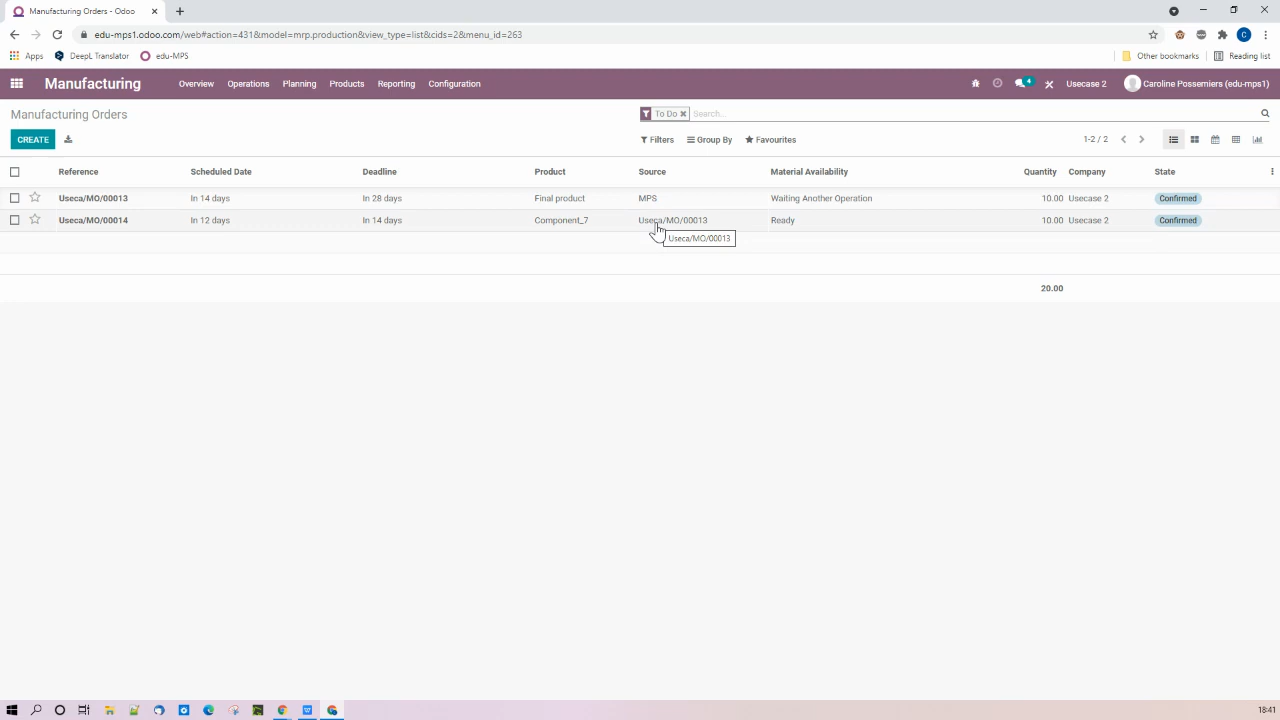 Manufacturing Orders - Odoo
edu-mps1.odoo.com/web#action=431&model=mrp.production&view_type=list&cids=2&menu_id=263
Apps DeepL Translator edu-MPS Other bookmarks Reading list
Manufacturing Overview Operations Planning Products Reporting Configuration 4 Usecase 2 Caroline Possemiers (edu-mps1)
Manufacturing Orders To Do Search...
CREATE Filters Group By Favourites 1-2 / 2
Reference Scheduled Date Deadline Product Source Material Availability Quantity Company State
Useca/MO/00013 In 14 days In 28 days Final product MPS Waiting Another Operation 10.00 Usecase 2 Confirmed
Useca/MO/00014 In 12 days In 14 days Component_7 Useca/MO/00013 Ready 10.00 Usecase 2 Confirmed
Useca/MO/00013
20.00
18:41